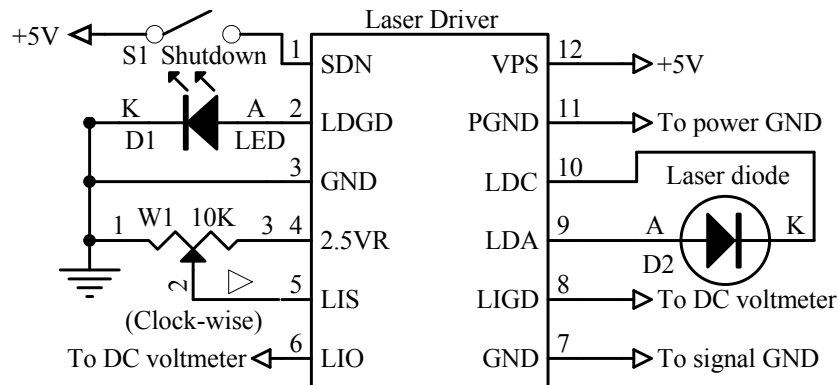 Laser Driver
+5V
S1 Shutdown
1
SDN
VPS
12
+5V
K
A
2
LDGD
PGND
11
To power GND
D1
LED
3
GND
LDC
10
Laser diode
1
W1
10K
3
4
2.5VR
LDA
9
A
K
D2
2
5
LIS
LIGD
8
To DC voltmeter
(Clock-wise)
To DC voltmeter
6
LIO
GND
7
To signal GND